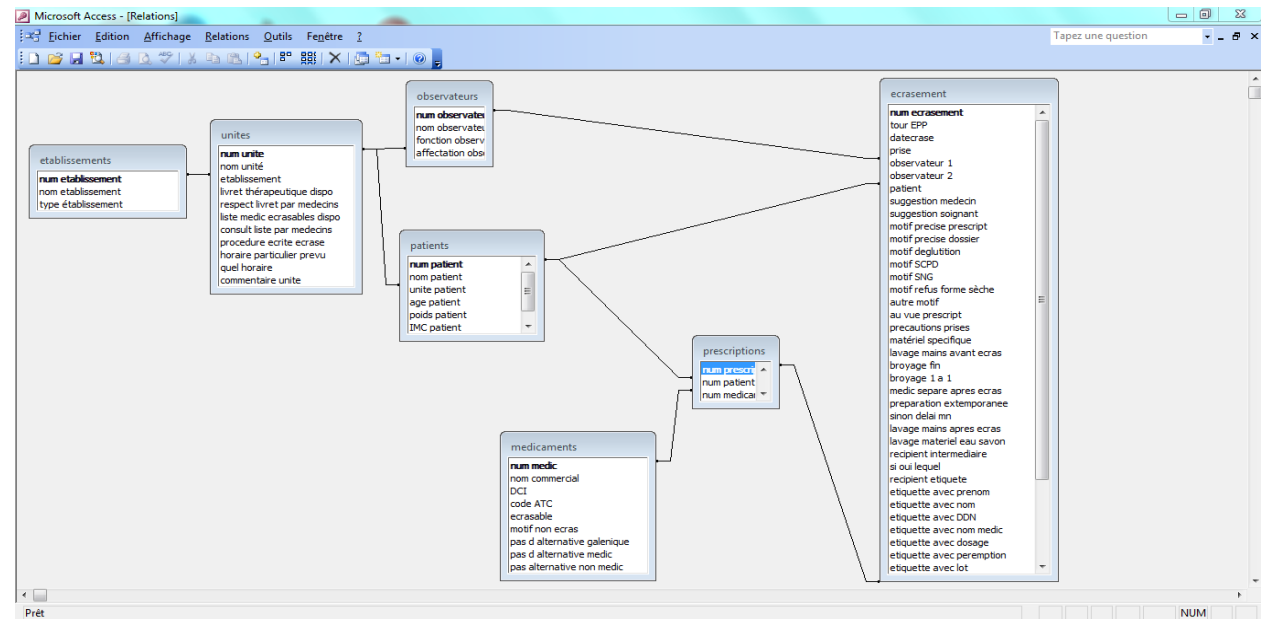 Microsoft Access - [Relations]
Fichier Edition Affichage Relations Outils Fenêtre ?
Tapez une question
etablissements
num etablissement
nom etablissement
type établissement
unites
num unite
nom unité
etablissement
livret thérapeutique dispo
respect livret par medecins
liste medic ecrasables dispo
consult liste par medecins
procedure ecrite ecrase
horaire particulier prevu
quel horaire
commentaire unite
observateurs
num observateu
nom observateu
fonction observ
affectation obs
patients
num patient
nom patient
unite patient
age patient
poids patient
IMC patient
medicaments
num medic
nom commercial
DCI
code ATC
ecrasable
motif non ecras
pas d alternative galenique
pas d alternative medic
pas alternative non medic
prescriptions
num prescri
num patient
num medicai
ecrasement
num ecrasement
tour EPP
datecrase
prise
observateur 1
observateur 2
patient
suggestion medecin
suggestion soignant
motif precise prescript
motif precise dossier
motif deglutition
motif SCPD
motif SNG
motif refus forme sèche
autre motif
au vue prescript
precautions prises
matériel specifique
lavage mains avant ecras
broyage fin
broyage 1 a 1
medic separe apres ecras
preparation extemporanee
sinon delai mn
lavage mains apres ecras
lavage materiel eau savon
recipient intermediaire
si oui lequel
recipient etiquete
etiquette avec prenom
etiquette avec nom
etiquette avec DDN
etiquette avec nom medic
etiquette avec dosage
etiquette avec peremption
etiquette avec lot
Prêt
NUM